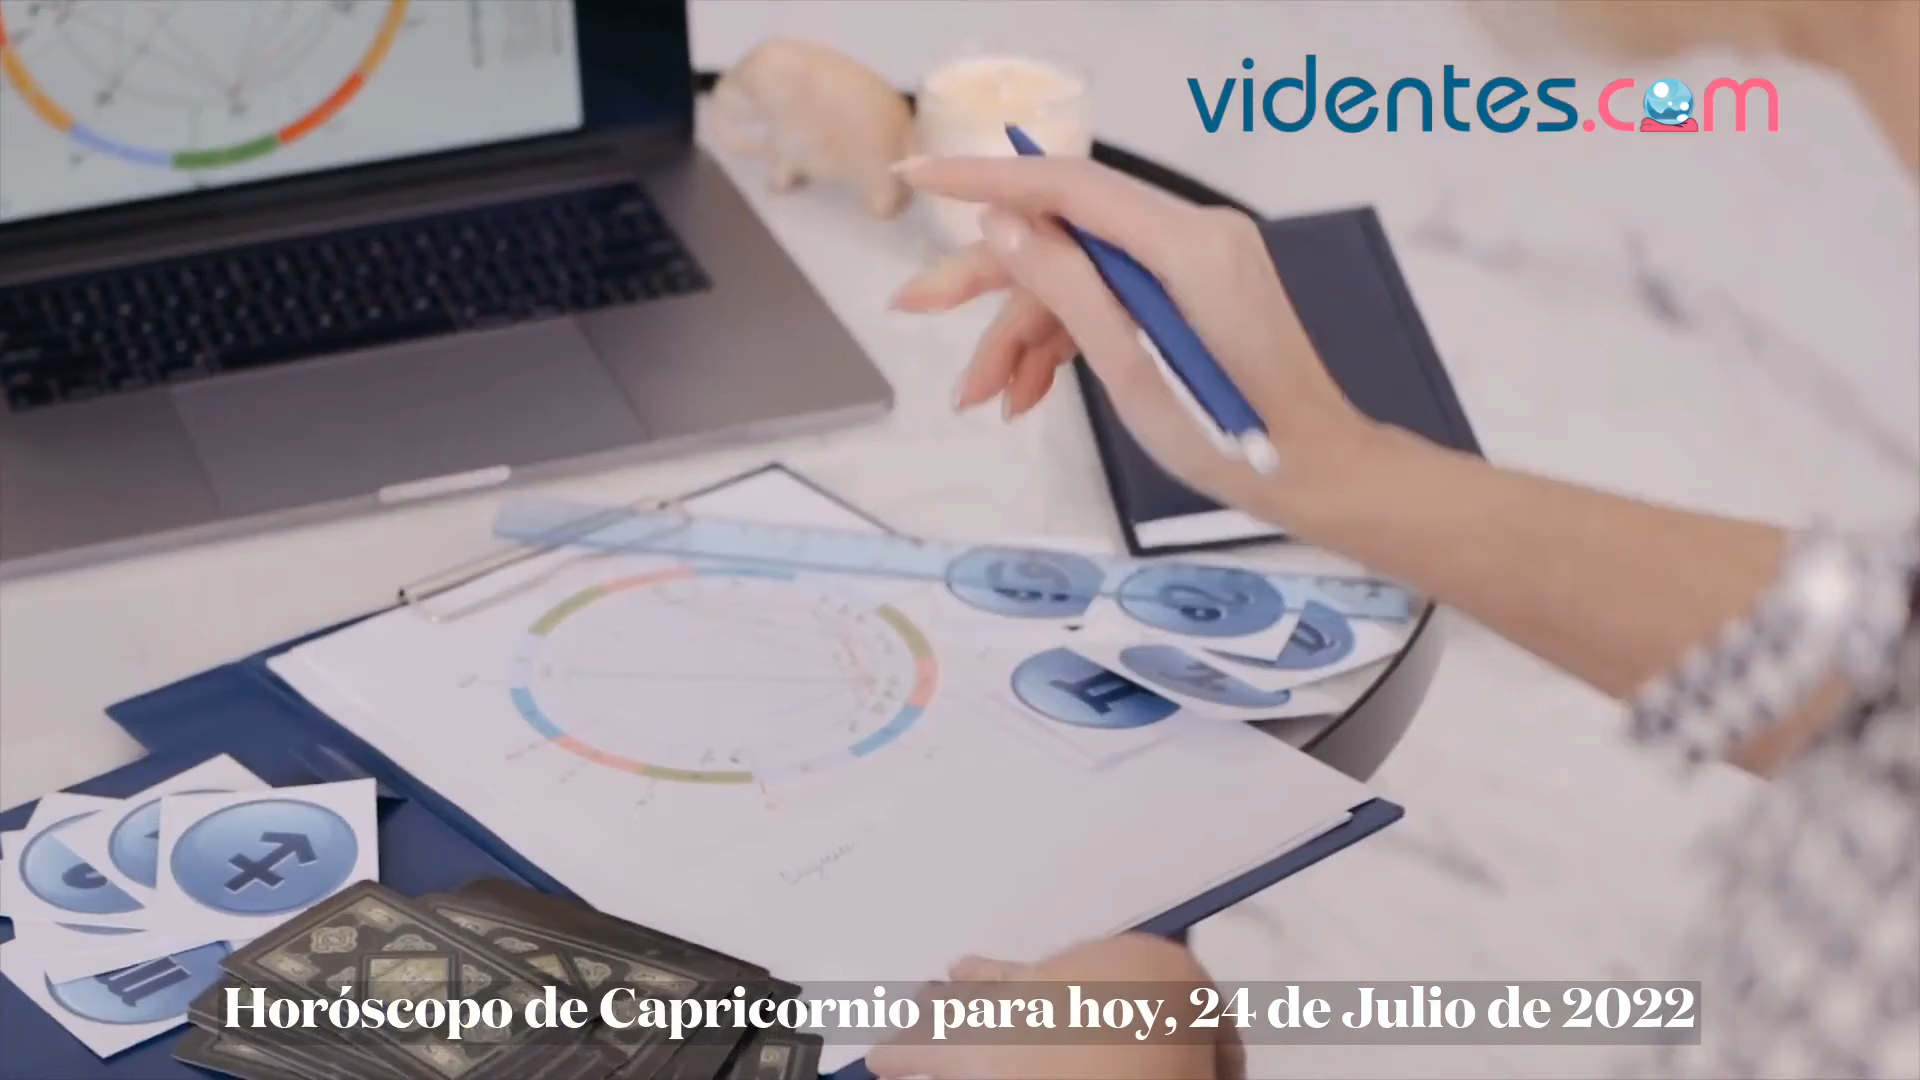 videntes.com
Horóscopo de Capricornio para hoy, 24 de Julio de 2022